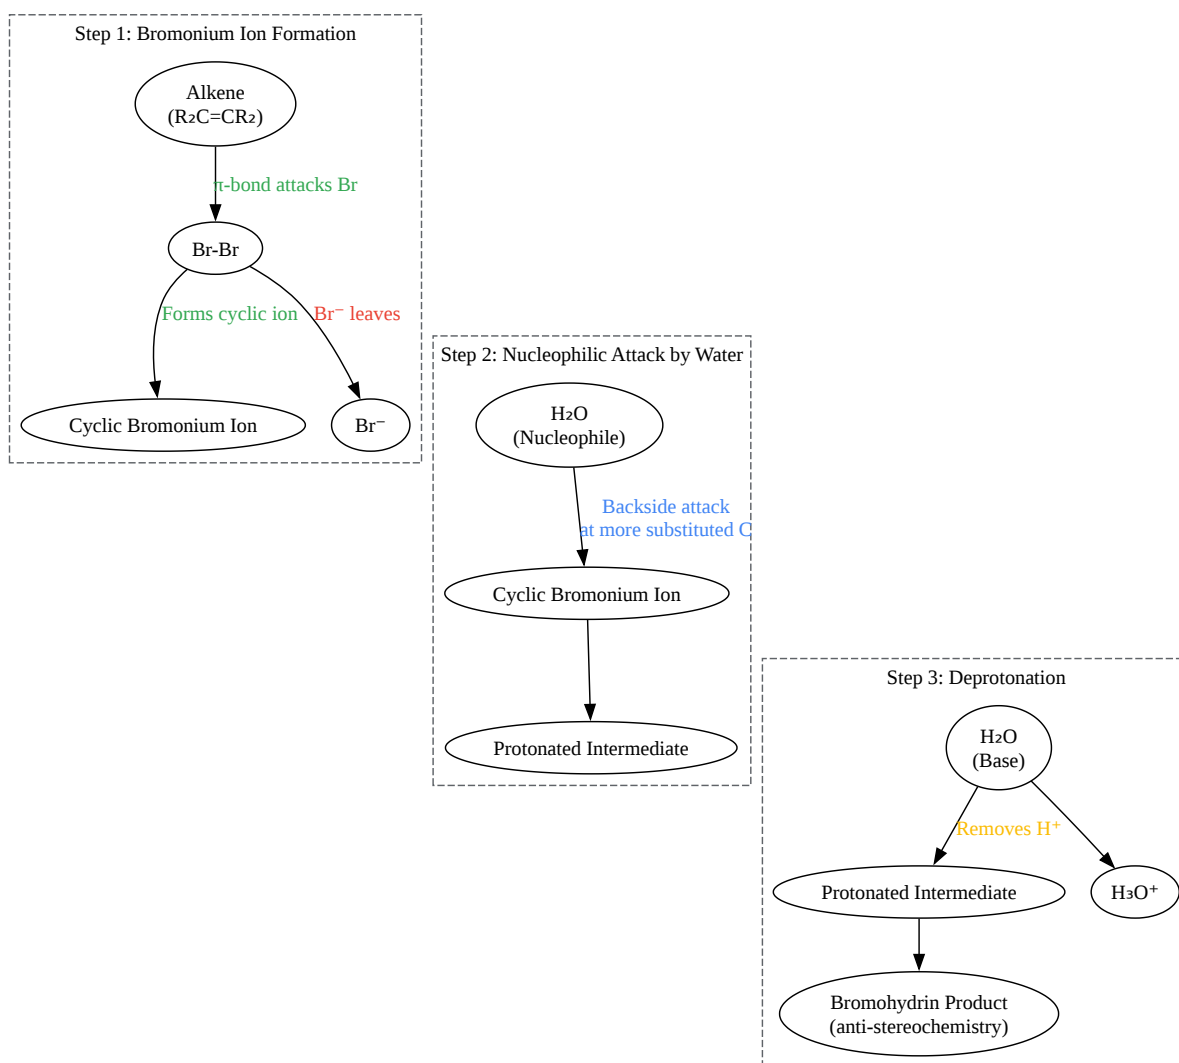 Step 1: Bromonium Ion Formation
Alkene
(R₂C=CR₂)
π-bond attacks Br
Br-Br
Forms cyclic ion
Br⁻ leaves
Cyclic Bromonium Ion
Br⁻
Step 2: Nucleophilic Attack by Water
H₂O
(Nucleophile)
Backside attack
at more substituted C
Cyclic Bromonium Ion
Protonated Intermediate
Step 3: Deprotonation
H₂O
(Base)
Removes H⁺
Protonated Intermediate
H₃O⁺
Bromohydrin Product
(anti-stereochemistry)